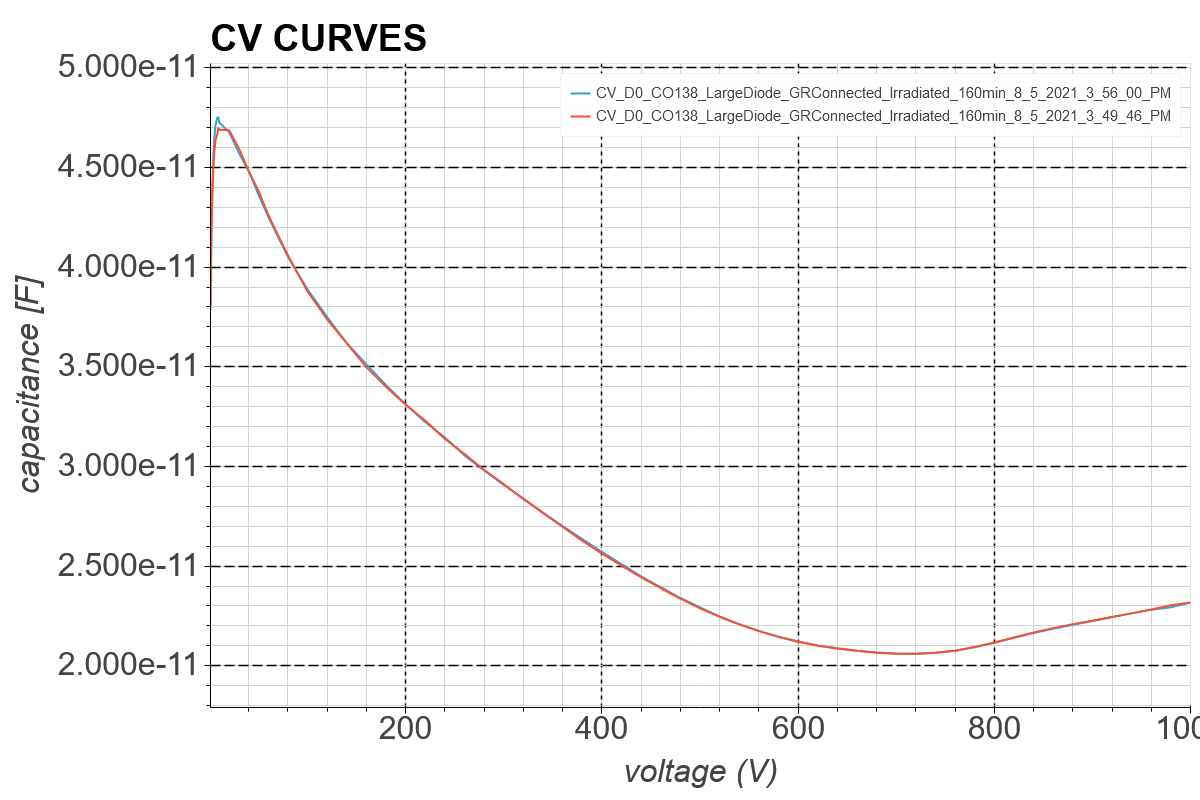 CV CURVES
CV_D0_CO138_LargeDiode_GRConnected_Irradiated_160min_8_5_2021_3_56_00_PM
CV_D0_CO138_LargeDiode_GRConnected_Irradiated_160min_8_5_2021_3_49_46_PM
5.000e-11
4.500e-11
4.000e-11
3.500e-11
3.000e-11
2.500e-11
2.000e-11
capacitance [F]
200 400 600 800 100
voltage (V)